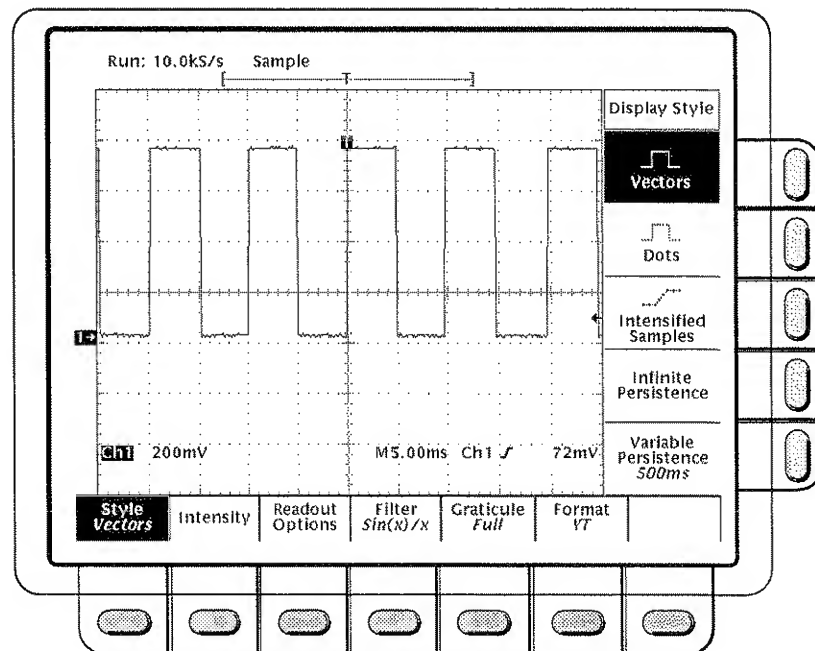 Run: 10.0kS/s Sample
T
Display Style
T
Vectors
Dots
1
Intensified
Samples
Infinite
Persistence
Ch1 200mV M5.00ms Ch1 72mV
Variable
Persistence
500ms
Style
Vectors
Intensity
Readout
Options
Filter
Sin(x)/x
Graticule
Full
Format
YT